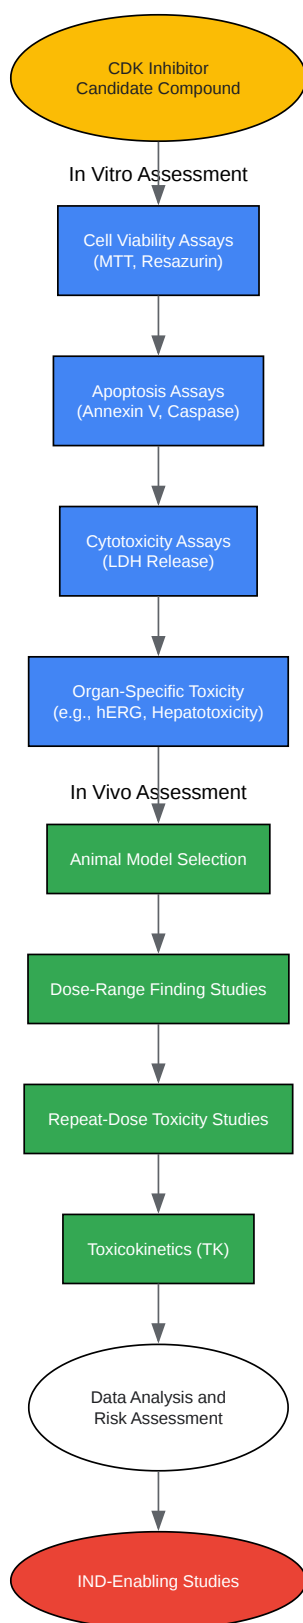 CDK Inhibitor
Candidate Compound
In Vitro Assessment
Cell Viability Assays
(MTT, Resazurin)
Apoptosis Assays
(Annexin V, Caspase)
Cytotoxicity Assays
(LDH Release)
Organ-Specific Toxicity
(e.g., hERG, Hepatotoxicity)
In Vivo Assessment
Animal Model Selection
Dose-Range Finding Studies
Repeat-Dose Toxicity Studies
Toxicokinetics (TK)
Data Analysis and
Risk Assessment
IND-Enabling Studies